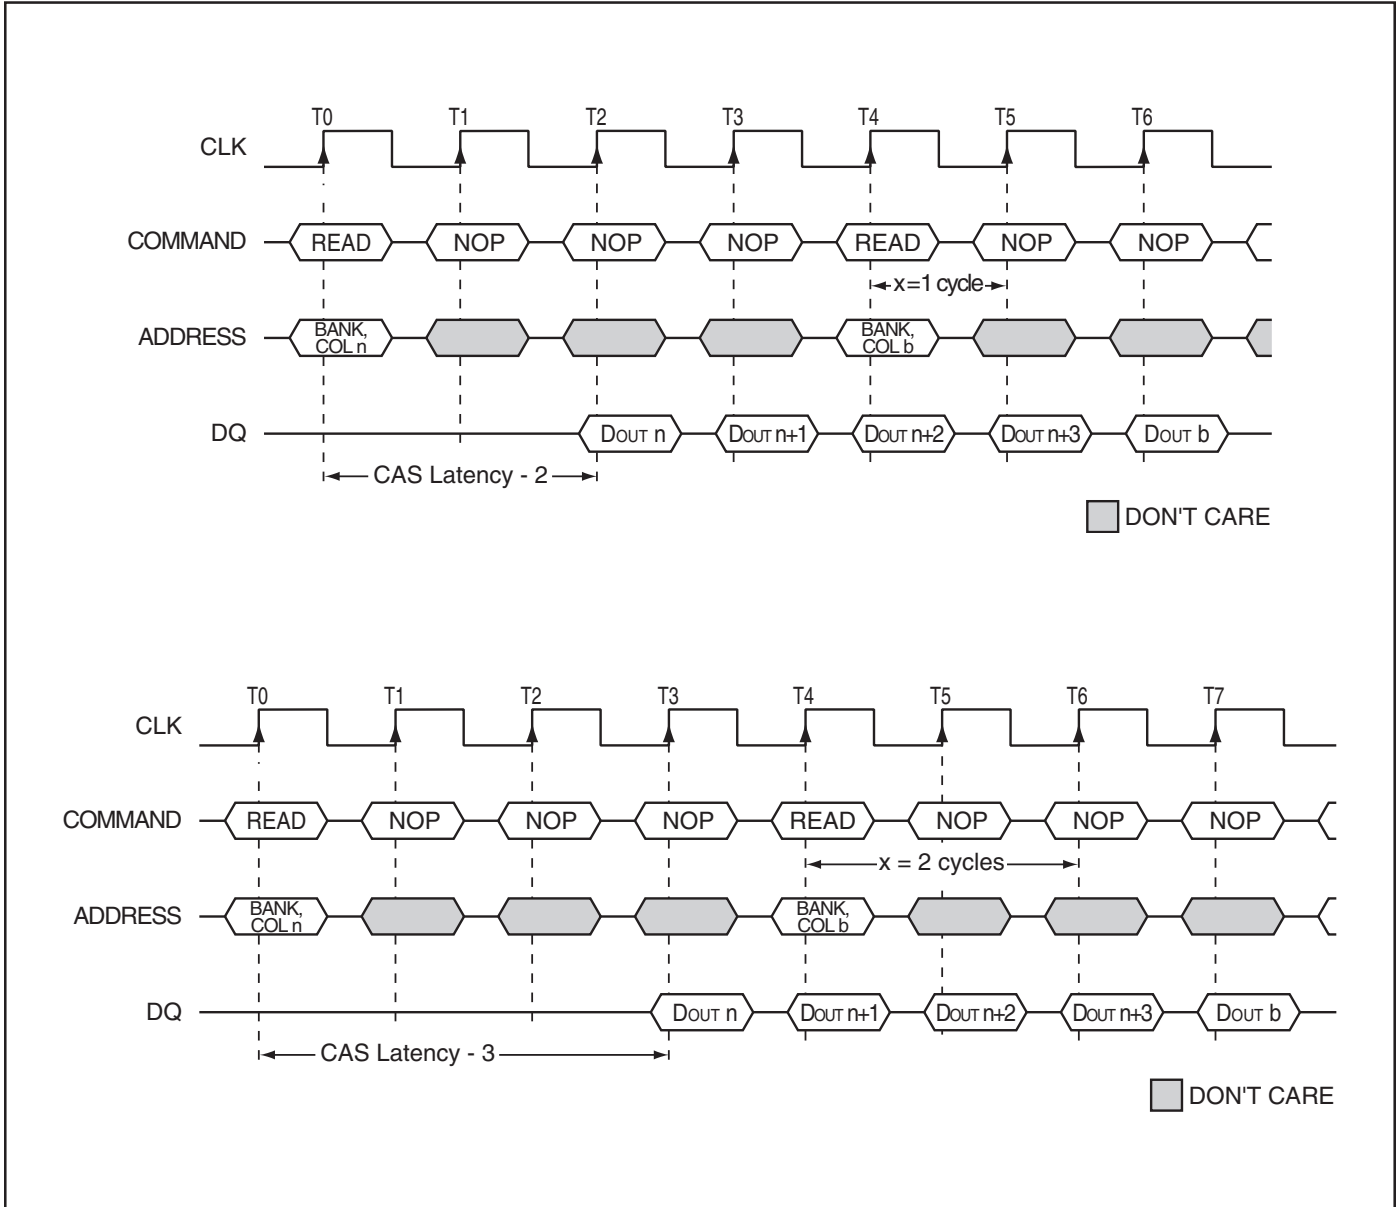 T0 T1 T2 T3 T4 T5 T6
CLK
COMMAND READ NOP NOP NOP READ NOP NOP
x=1 cycle
ADDRESS BANK, COL n BANK, COL b
DQ DOUT n DOUT n+1 DOUT n+2 DOUT n+3 DOUT b
CAS Latency - 2
DON'T CARE
T0 T1 T2 T3 T4 T5 T6 T7
CLK
COMMAND READ NOP NOP NOP READ NOP NOP NOP
x = 2 cycles
ADDRESS BANK, COL n BANK, COL b
DQ DOUT n DOUT n+1 DOUT n+2 DOUT n+3 DOUT b
CAS Latency - 3
DON'T CARE